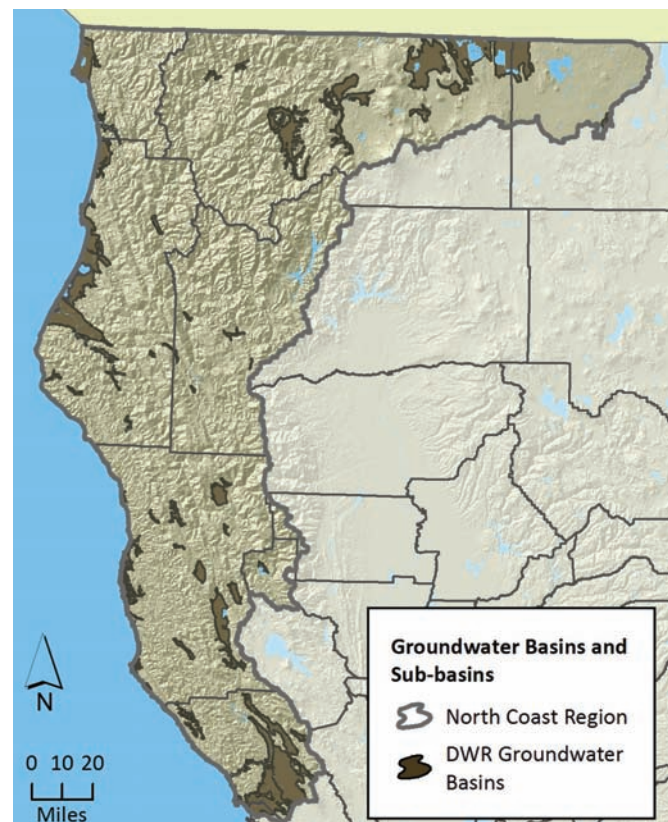 Groundwater Basins and
Sub-basins
North Coast Region
DWR Groundwater
Basins
N
0 10 20
Miles